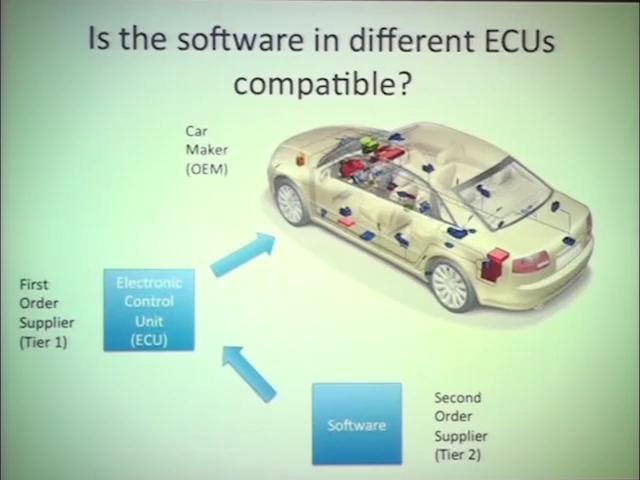 Is the software in different ECUs
compatible?
Car
Maker
(OEM)
First
Order
Supplier
(Tier 1)
Electronic
Control
Unit
(ECU)
Software
Second
Order
Supplier
(Tier 2)